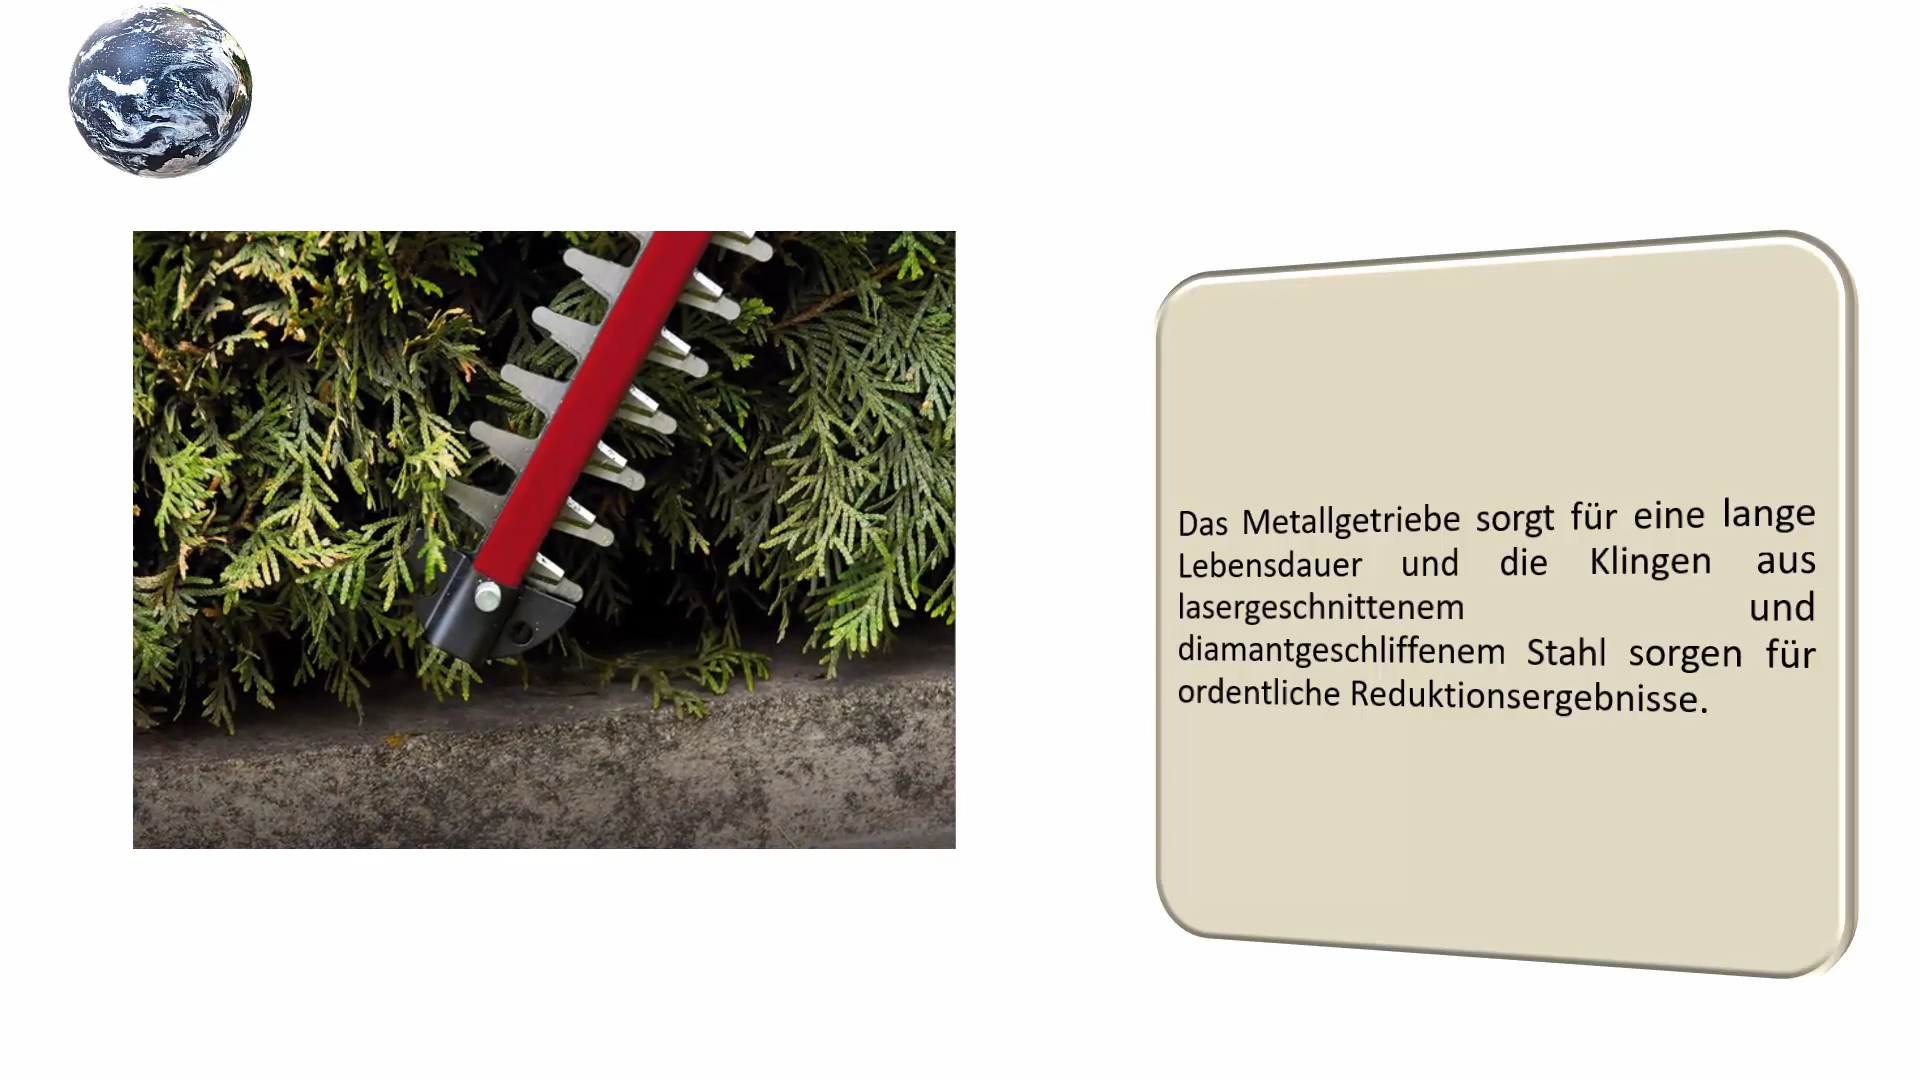 Das Metallgetriebe sorgt für eine lange
Lebensdauer und die Klingen aus
lasergeschnittenem und
diamantgeschliffenem Stahl sorgen für
ordentliche Reduktionsergebnisse.